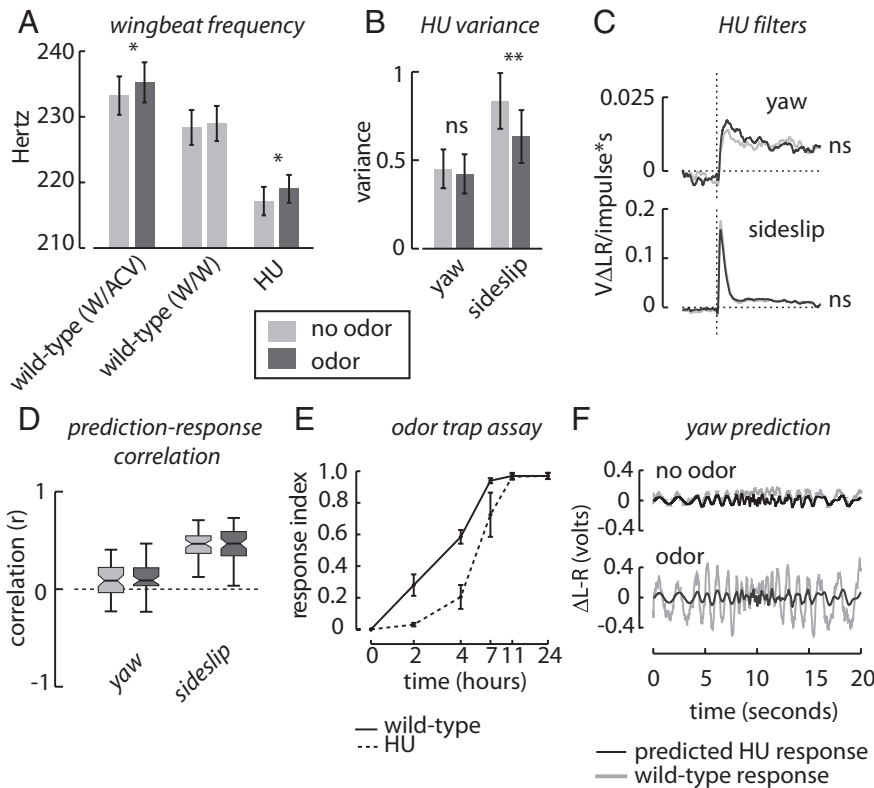 A wingbeat frequency
Hertz
240
230
220
210
*
*
wild-type (W/ACV)
wild-type (W/W)
HU
no odor
odor
B HU variance
variance
1
0.5
0
ns
**
yaw
sideslip
C HU filters
V∆LR/impulse*s
0.025
0
yaw
ns
0.2
0.1
0
sideslip
ns
D prediction-response
correlation
correlation (r)
1
0
-1
yaw
sideslip
E odor trap assay
response index
1.0
0.8
0.6
0.4
0.2
0
0 2 4 7 11 24
time (hours)
wild-type
HU
F yaw prediction
∆L-R (volts)
no odor
0.4
0
-0.4
odor
0.4
0
-0.4
0 5 10 15 20
time (seconds)
predicted HU response
wild-type response